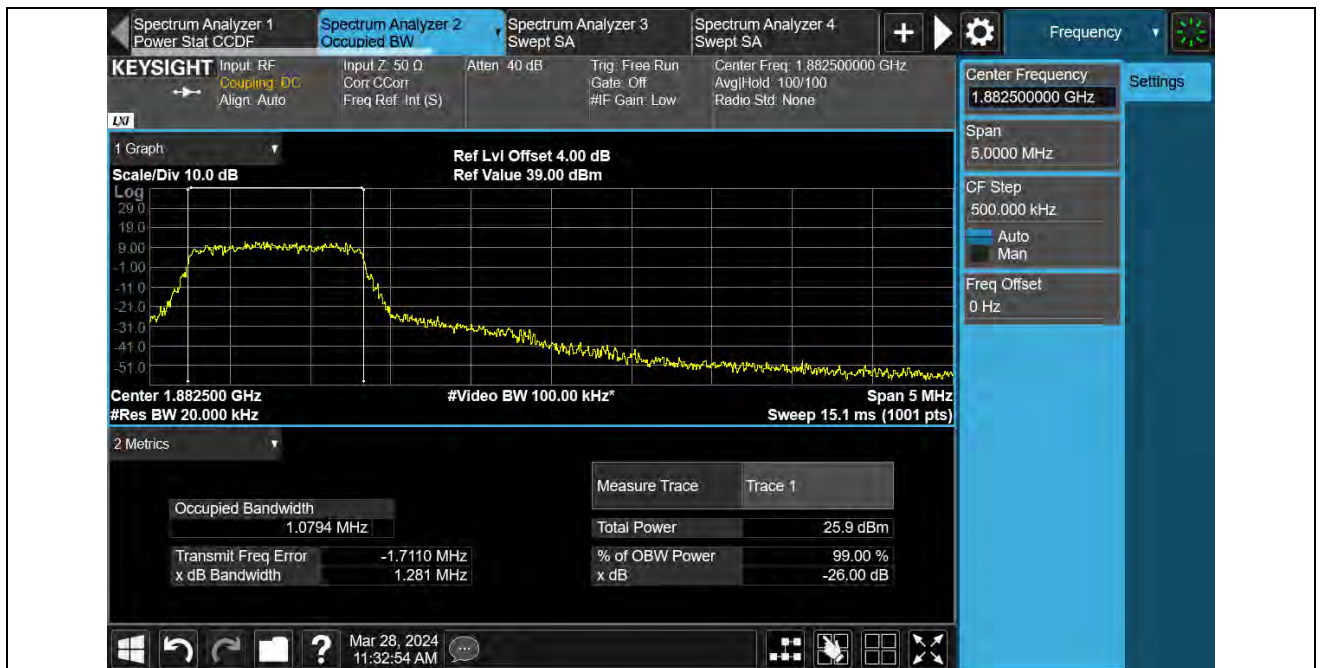 Spectrum Analyzer 1
Power Stat CCDF
Spectrum Analyzer 2
Occupied BW
Spectrum Analyzer 3
Swept SA
Spectrum Analyzer 4
Swept SA
+
Frequency
KEYSIGHT
LXI
Input: RF
Coupling: DC
Align: Auto
Input Z: 50 Ω
Corr CCorr
Freq Ref: Int (S)
Atten: 40 dB
Trig: Free Run
Gate: Off
#IF Gain: Low
Center Freq: 1.882500000 GHz
Avg|Hold: 100/100
Radio Std: None
Center Frequency
1.882500000 GHz
Settings
Span
5.0000 MHz
CF Step
500.000 kHz
Auto
Man
Freq Offset
0 Hz
1 Graph
Scale/Div 10.0 dB
Ref Lvl Offset 4.00 dB
Ref Value 39.00 dBm
Log
29.0
19.0
9.00
-1.00
-11.0
-21.0
-31.0
-41.0
-51.0
Center 1.882500 GHz
#Video BW 100.00 kHz*
Span 5 MHz
#Res BW 20.000 kHz
Sweep 15.1 ms (1001 pts)
2 Metrics
Measure Trace
Trace 1
Occupied Bandwidth
1.0794 MHz
Total Power
25.9 dBm
Transmit Freq Error
-1.7110 MHz
% of OBW Power
99.00 %
x dB Bandwidth
1.281 MHz
x dB
-26.00 dB
?
Mar 28, 2024
11:32:54 AM